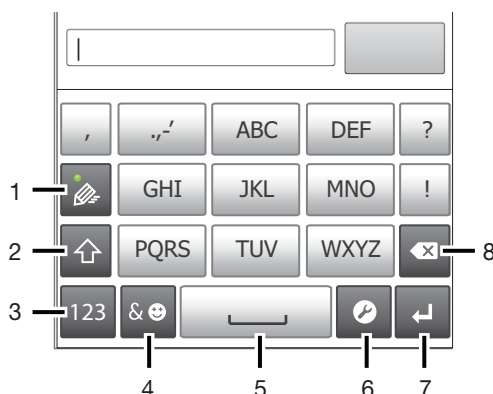 , .,-' ABC DEF ?
1 GHI JKL MNO !
2 PQRS TUV WXYZ 8
3 123 &
4 5 6 7